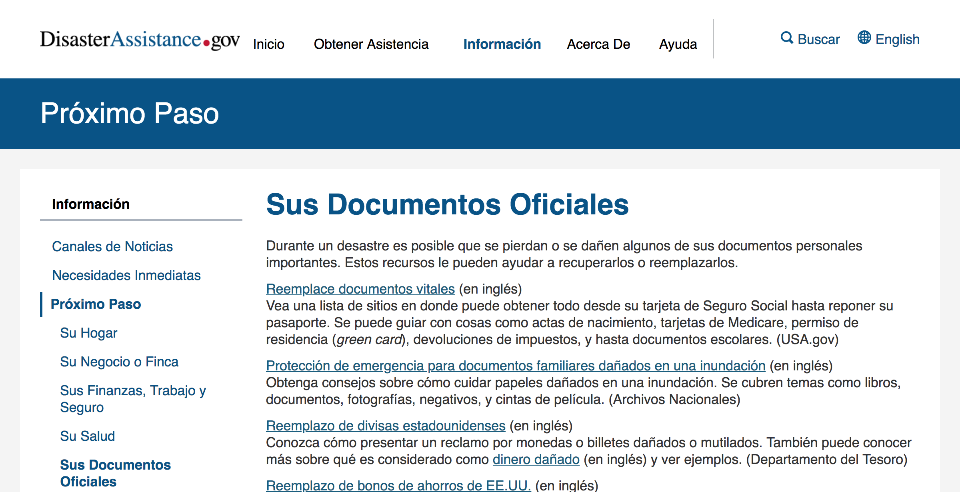 DisasterAssistance.gov
Inicio
Obtener Asistencia
Información
Acerca De
Ayuda
Buscar
English
Próximo Paso
Información
Canales de Noticias
Necesidades Inmediatas
Próximo Paso
Su Hogar
Su Negocio o Finca
Sus Finanzas, Trabajo y
Seguro
Su Salud
Sus Documentos
Oficiales
Sus Documentos Oficiales
Durante un desastre es posible que se pierdan o se dañen algunos de sus documentos personales
importantes. Estos recursos le pueden ayudar a recuperarlos o reemplazarlos.
Reemplace documentos vitales (en inglés)
Vea una lista de sitios en donde puede obtener todo desde su tarjeta de Seguro Social hasta reponer su
pasaporte. Se puede guiar con cosas como actas de nacimiento, tarjetas de Medicare, permiso de
residencia (green card), devoluciones de impuestos, y hasta documentos escolares. (USA.gov)
Protección de emergencia para documentos familiares dañados en una inundación (en inglés)
Obtenga consejos sobre cómo cuidar papeles dañados en una inundación. Se cubren temas como libros,
documentos, fotografías, negativos, y cintas de película. (Archivos Nacionales)
Reemplazo de divisas estadounidenses (en inglés)
Conozca cómo presentar un reclamo por monedas o billetes dañados o mutilados. También puede conocer
más sobre qué es considerado como dinero dañado (en inglés) y ver ejemplos. (Departamento del Tesoro)
Reemplazo de bonos de ahorros de EE.UU. (en inglés)